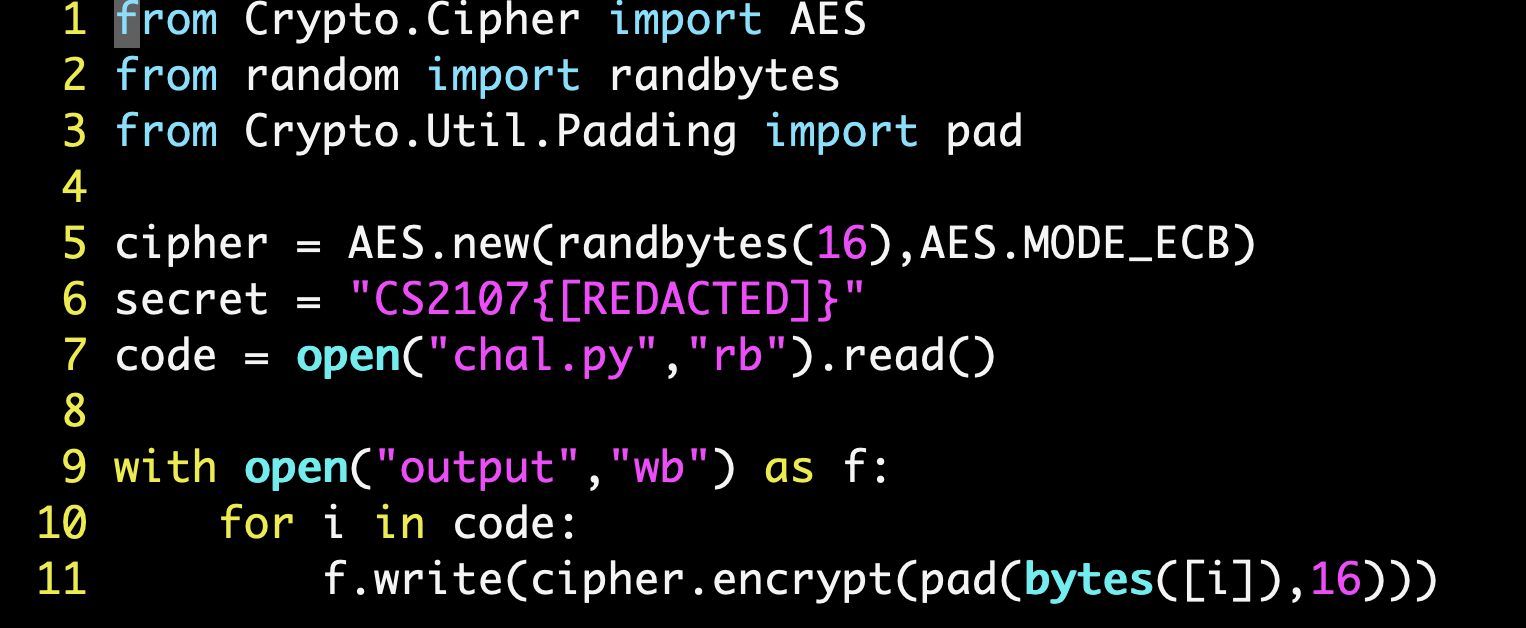 1 from Crypto.Cipher import AES
2 from random import randbytes
3 from Crypto.Util.Padding import pad
4
5 cipher = AES.new(randbytes(16),AES.MODE_ECB)
6 secret = "CS2107{[REDACTED]}"
7 code = open("chal.py","rb").read()
8
9 with open("output","wb") as f:
10     for i in code:
11         f.write(cipher.encrypt(pad(bytes([i]),16)))